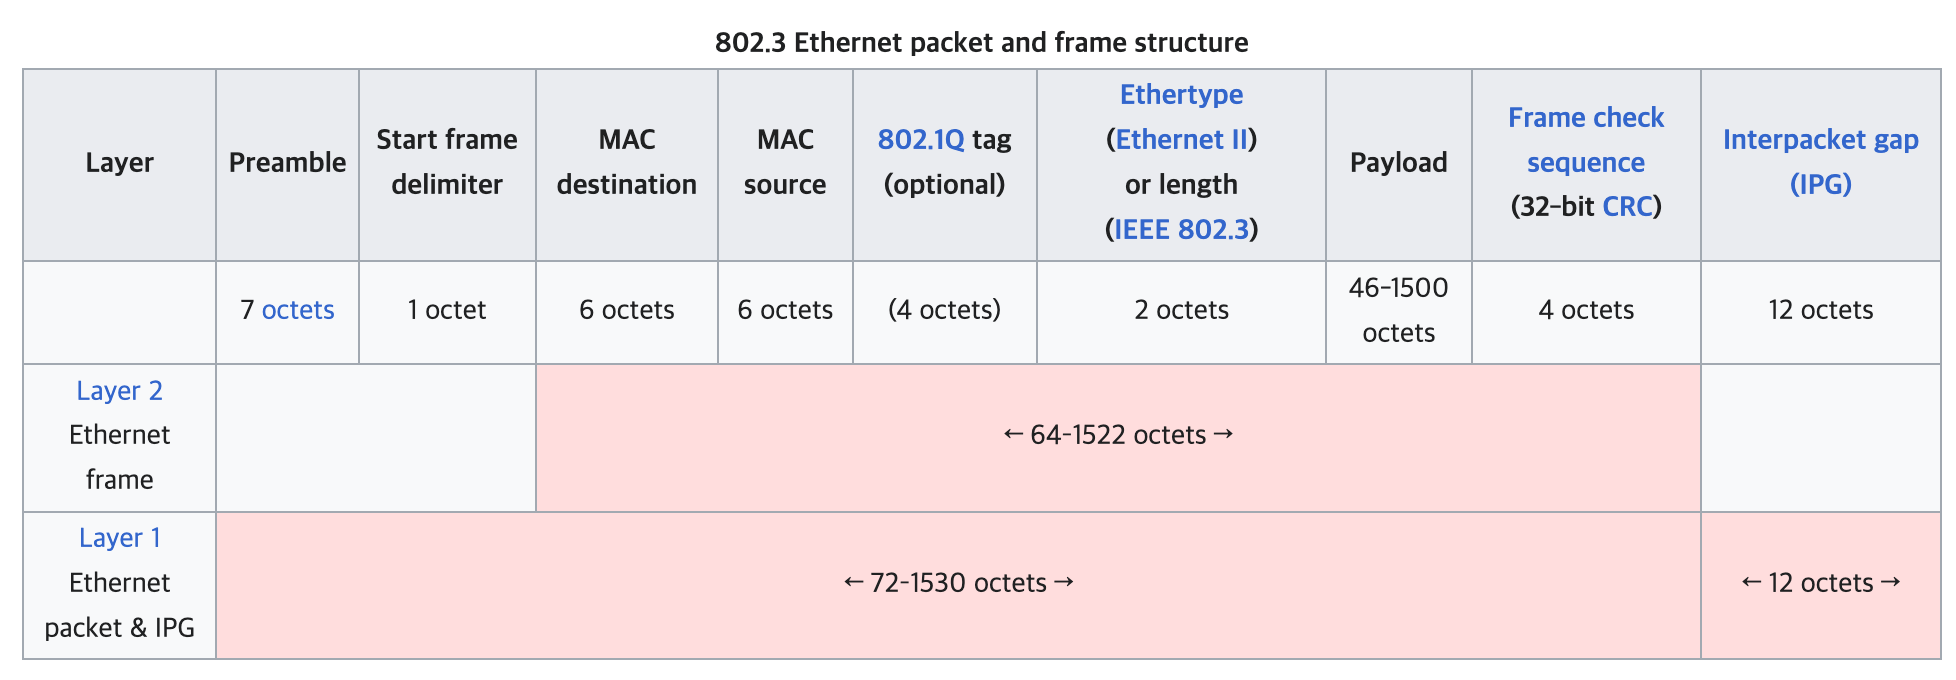 802.3 Ethernet packet and frame structure
Layer
Preamble
Start frame
delimiter
MAC
destination
MAC
source
802.1Q tag
(optional)
Ethertype
(Ethernet II)
or length
(IEEE 802.3)
Payload
Frame check
sequence
(32-bit CRC)
Interpacket gap
(IPG)
7 octets
1 octet
6 octets
6 octets
(4 octets)
2 octets
46-1500
octets
4 octets
12 octets
Layer 2
Ethernet
frame
← 64-1522 octets →
Layer 1
Ethernet
packet & IPG
← 72-1530 octets →
← 12 octets →